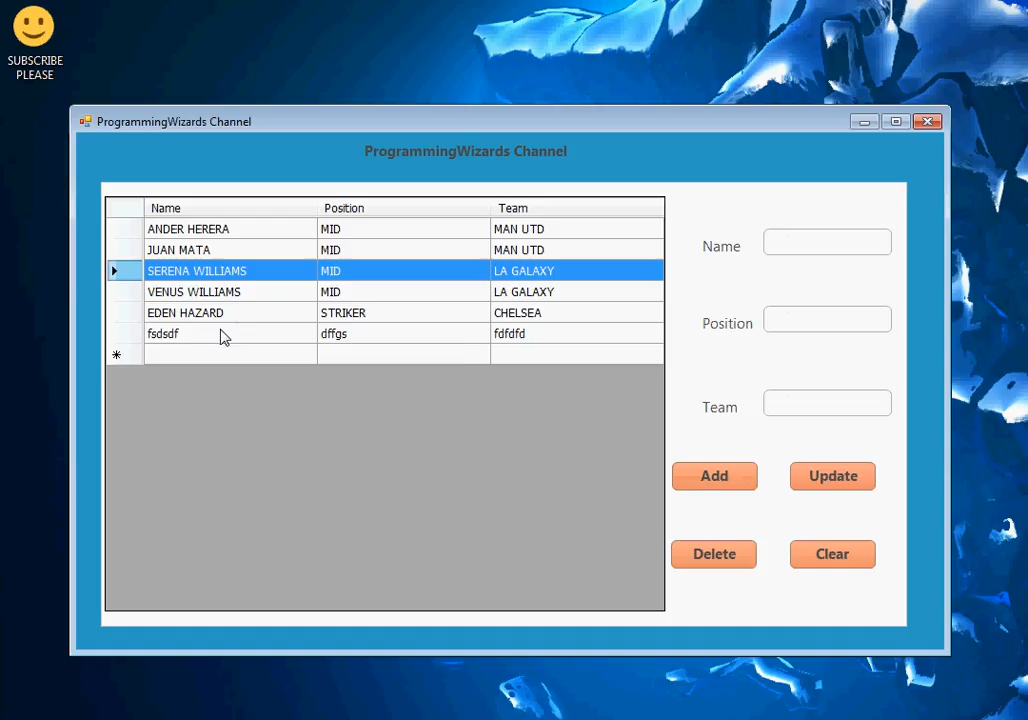 SUBSCRIBE
PLEASE
ProgrammingWizards Channel
ProgrammingWizards Channel
Name Position Team
ANDER HERERA MID MAN UTD
JUAN MATA MID MAN UTD
SERENA WILLIAMS MID LA GALAXY
VENUS WILLIAMS MID LA GALAXY
EDEN HAZARD STRIKER CHELSEA
fsdsdf dffgs fdfdfd
Name
Position
Team
Add Update
Delete Clear